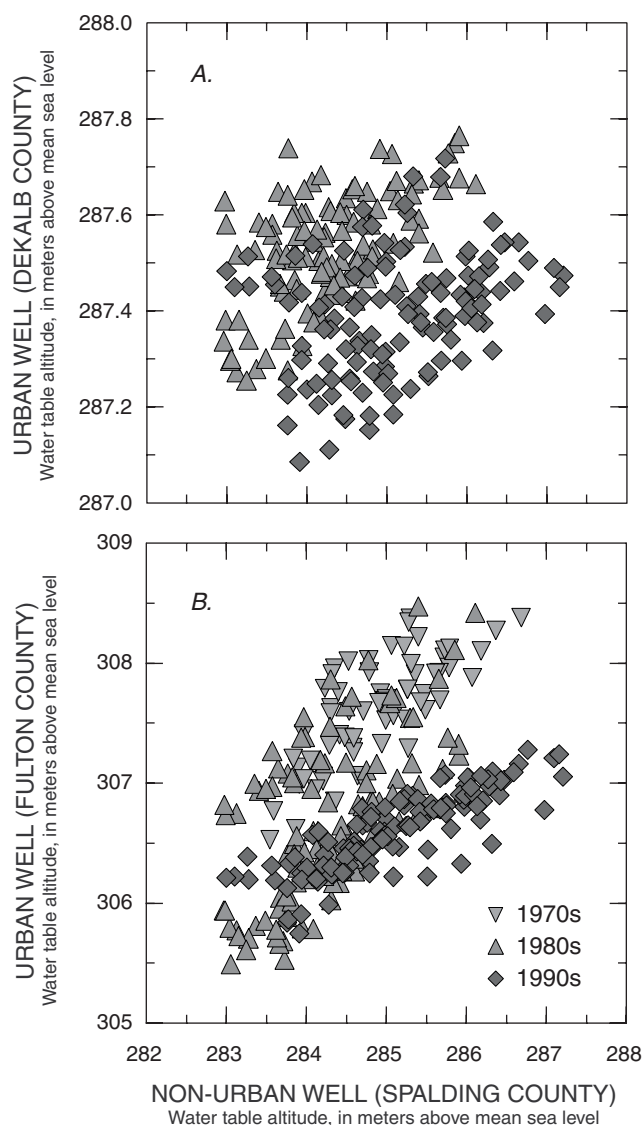 288.0
A.
287.8
287.6
287.4
287.2
287.0
URBAN WELL (DEKALB COUNTY)
Water table altitude, in meters above mean sea level
309
B.
308
307
306
305
URBAN WELL (FULTON COUNTY)
Water table altitude, in meters above mean sea level
1970s
1980s
1990s
282 283 284 285 286 287 288
NON-URBAN WELL (SPALDING COUNTY)
Water table altitude, in meters above mean sea level